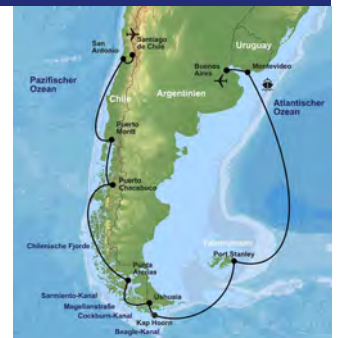 San
Antonio
Santiago
de Chile
Uruguay
Buenos
Aires
Montevideo
Pazifischer
Ozean
Chile
Argentinien
Atlantischer
Ozean
Puerto
Montt
Puerto
Chacabuco
Chilenische Fjorde
Port Stanley
Punta
Arenas
Sarmiento-Kanal
Magellanstraße
Ushuaia
Cockburn-Kanal
Kap Hoorn
Beagle-Kanal